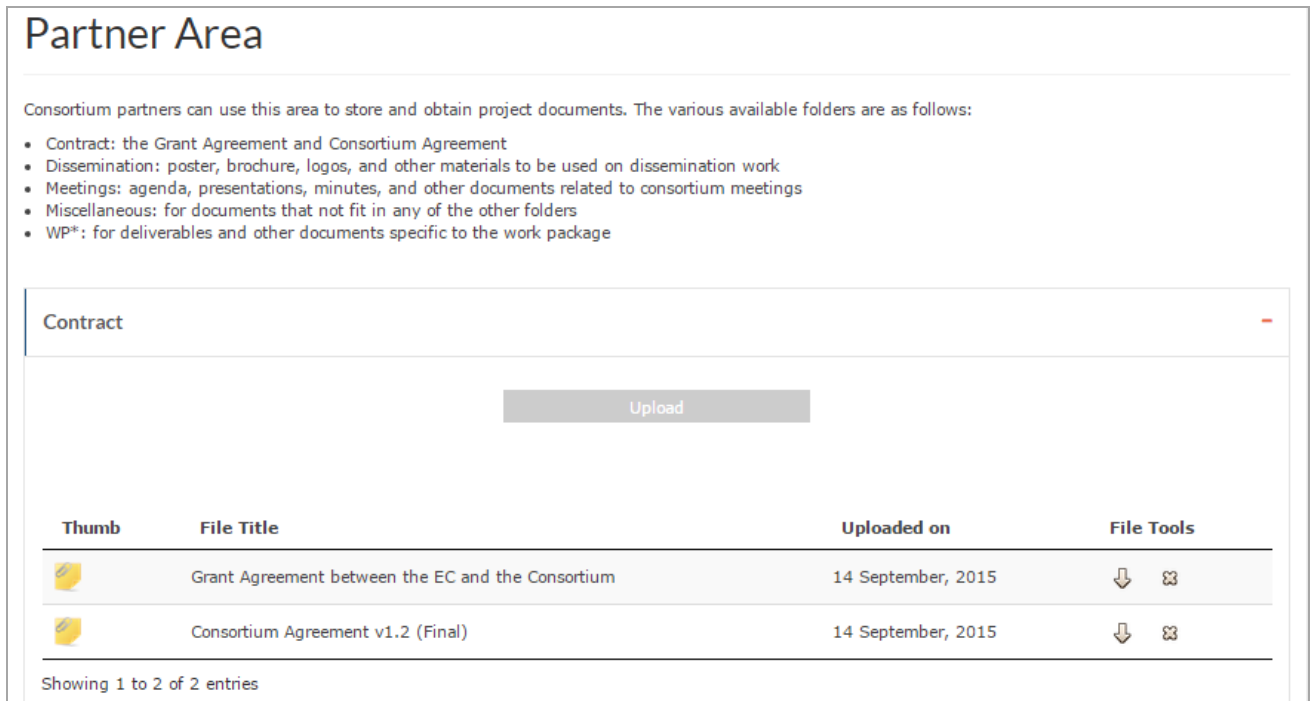 Partner Area
Consortium partners can use this area to store and obtain project documents. The various available folders are as follows:
• Contract: the Grant Agreement and Consortium Agreement
• Dissemination: poster, brochure, logos, and other materials to be used on dissemination work
• Meetings: agenda, presentations, minutes, and other documents related to consortium meetings
• Miscellaneous: for documents that not fit in any of the other folders
• WP*: for deliverables and other documents specific to the work package
Contract
Upload
Thumb File Title Uploaded on File Tools
Grant Agreement between the EC and the Consortium 14 September, 2015
Consortium Agreement v1.2 (Final) 14 September, 2015
Showing 1 to 2 of 2 entries